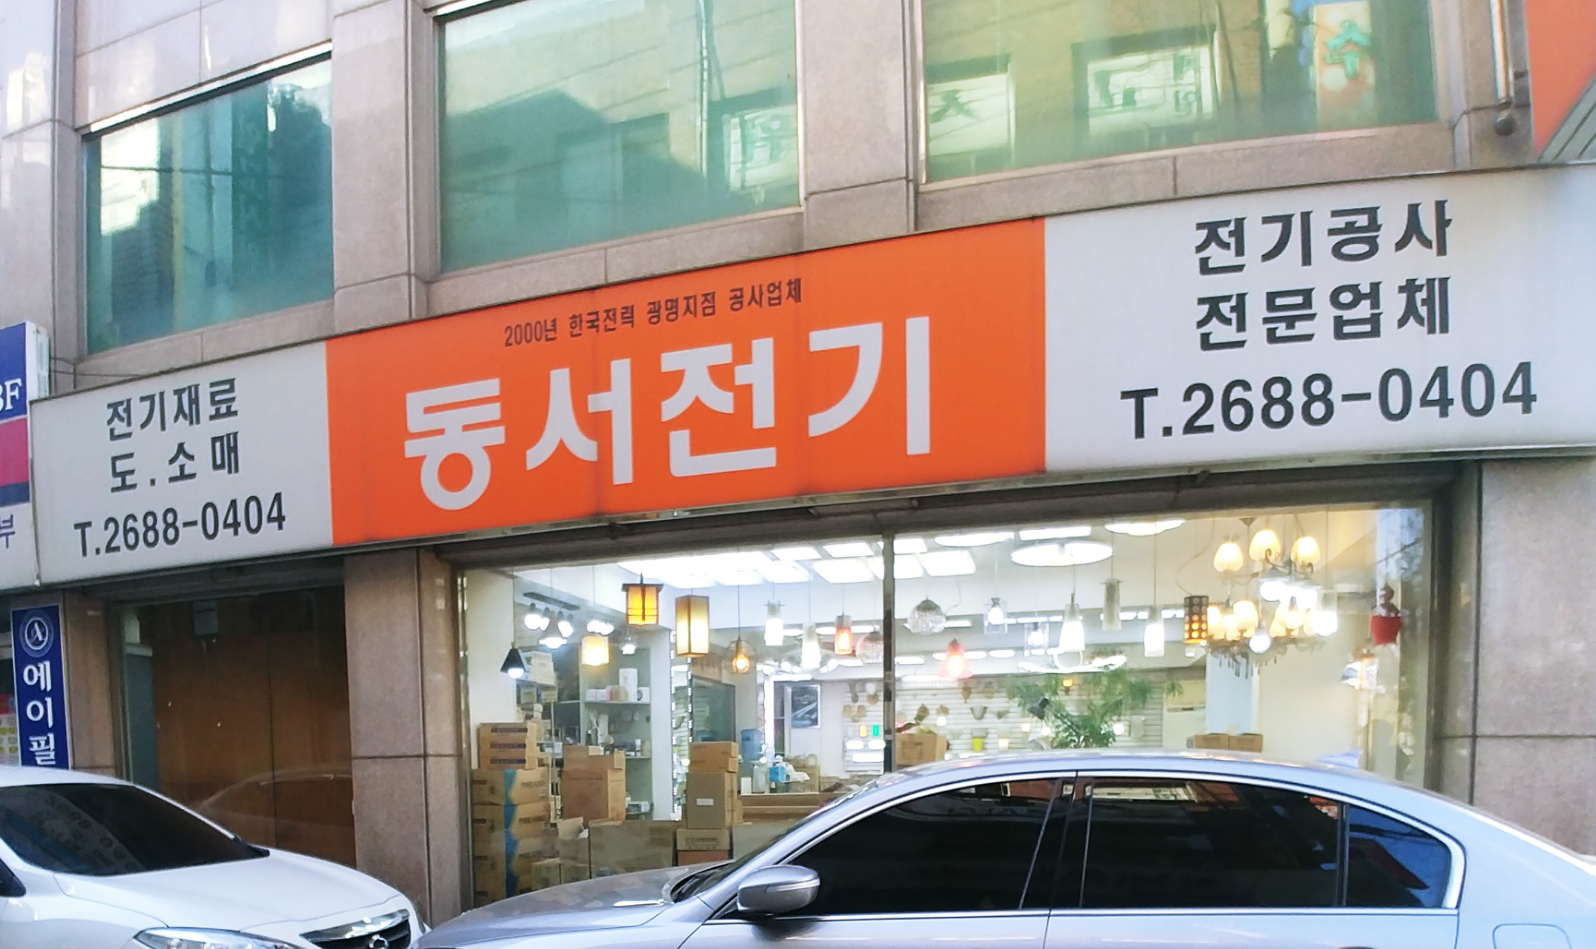 2000년 한국전력 광명지점 공사업체
동서전기
전기재료
도.소매
T.2688-0404
전기공사
전문업체
T.2688-0404
에이필